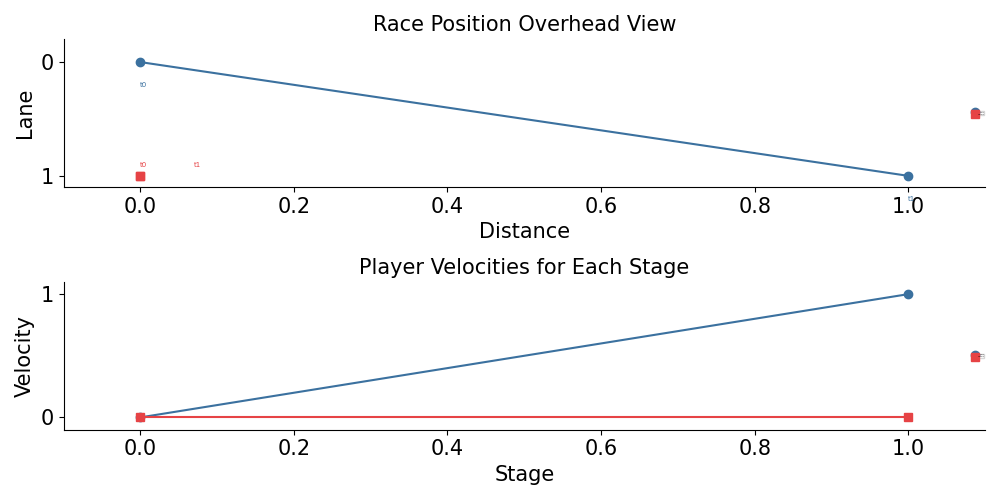 Race Position Overhead View
0
t0
Lane
t0 t1
1
0.0 0.2 0.4 0.6 0.8 1.0
Distance
Player Velocities for Each Stage
1
Velocity
0
0.0 0.2 0.4 0.6 0.8 1.0
Stage